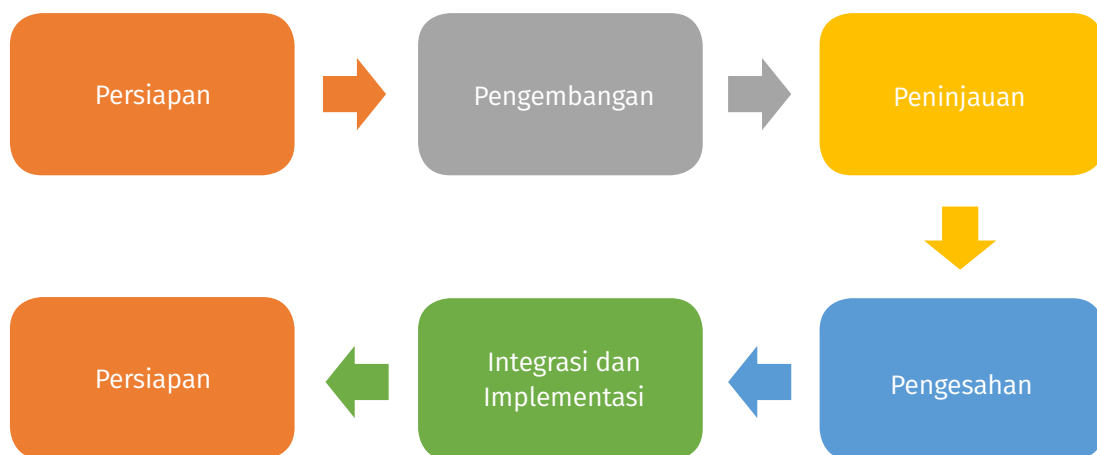 Persiapan
Pengembangan
Peninjauan
Pengesahan
Integrasi dan
Implementasi
Persiapan